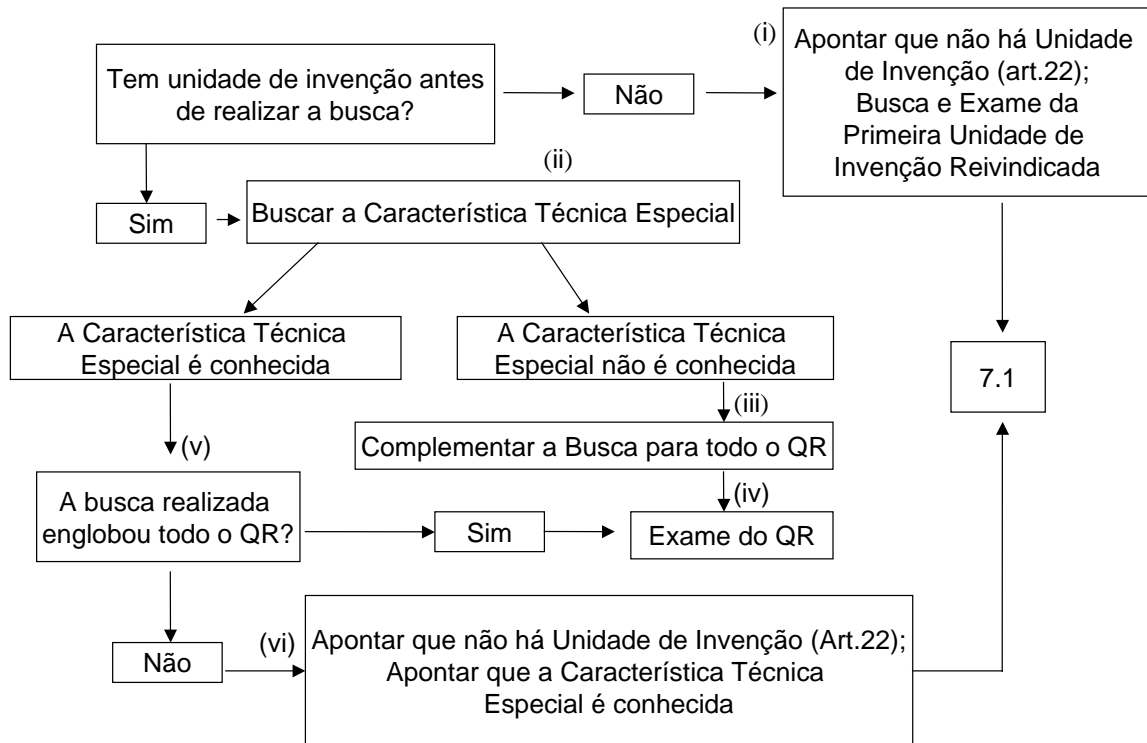 (i)
Apontar que não há Unidade
de Invenção (art.22);
Busca e Exame da
Primeira Unidade de
Invenção Reivindicada
Tem unidade de invenção antes
de realizar a busca?
Não
(ii)
Sim
Buscar a Característica Técnica Especial
A Característica Técnica
Especial é conhecida
A Característica Técnica
Especial não é conhecida
7.1
(iii)
(v)
Complementar a Busca para todo o QR
(iv)
A busca realizada
englobou todo o QR?
Sim
Exame do QR
Não
(vi)
Apontar que não há Unidade de Invenção (Art.22);
Apontar que a Característica Técnica
Especial é conhecida